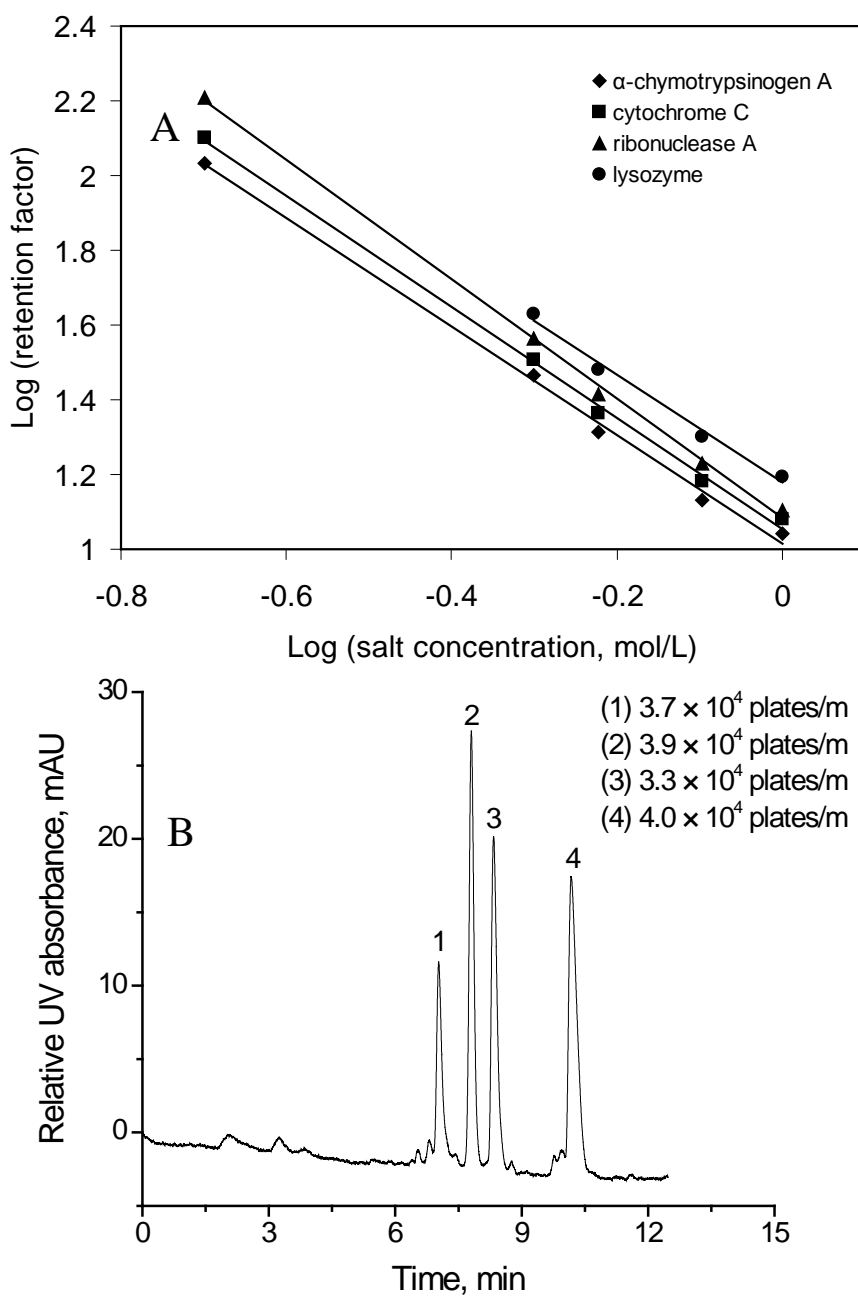 2.4
2.2
2
1.8
1.6
1.4
1.2
1
Log (retention factor)
A
α-chymotrypsinogen A
cytochrome C
ribonuclease A
lysozyme
-0.8 -0.6 -0.4 -0.2 0
Log (salt concentration, mol/L)
30
20
10
0
Relative UV absorbance, mAU
B
(1) 3.7 × 10⁴ plates/m
(2) 3.9 × 10⁴ plates/m
(3) 3.3 × 10⁴ plates/m
(4) 4.0 × 10⁴ plates/m
1
2
3
4
0 3 6 9 12 15
Time, min